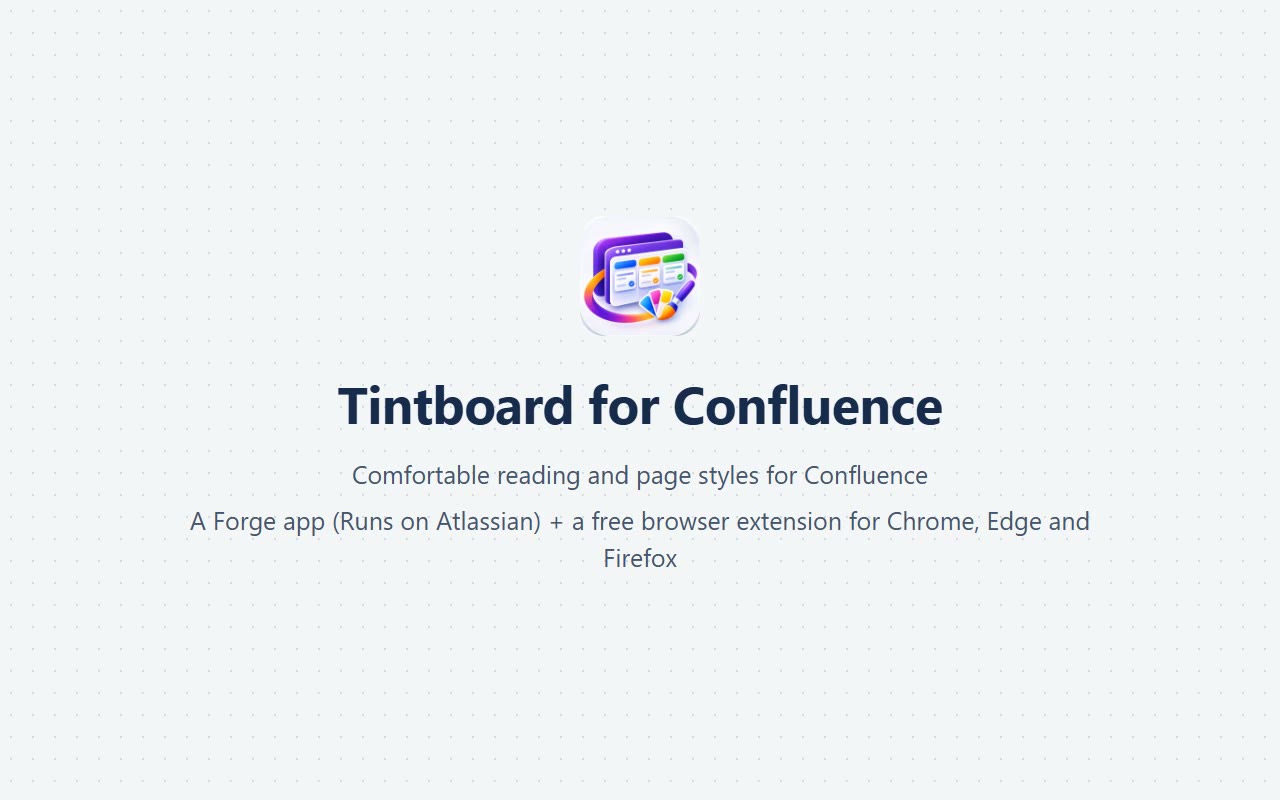 Tintboard for Confluence
Comfortable reading and page styles for Confluence
A Forge app (Runs on Atlassian) + a free browser extension for Chrome, Edge and
Firefox